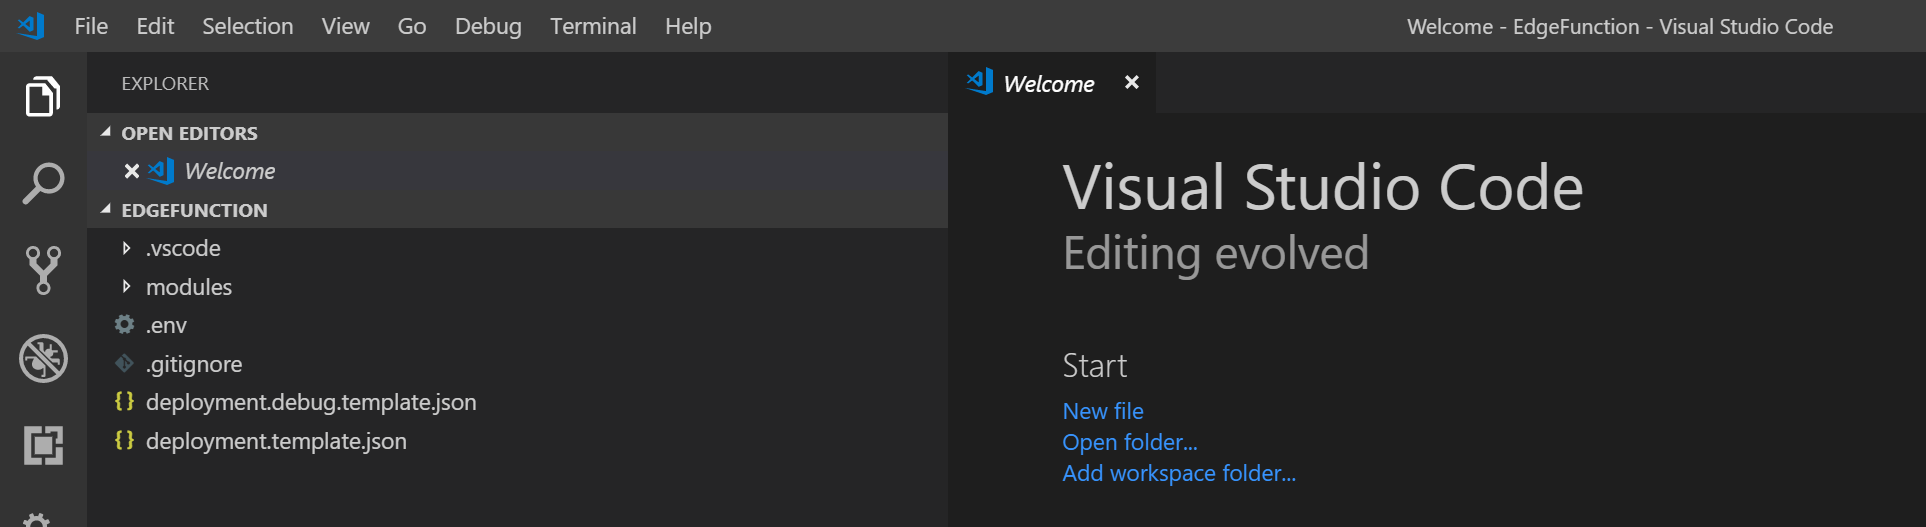 File Edit Selection View Go Debug Terminal Help
Welcome - EdgeFunction - Visual Studio Code
EXPLORER
OPEN EDITORS
Welcome
EDGEFUNCTION
.vscode
modules
.env
.gitignore
deployment.debug.template.json
deployment.template.json
Welcome
Visual Studio Code
Editing evolved
Start
New file
Open folder...
Add workspace folder...